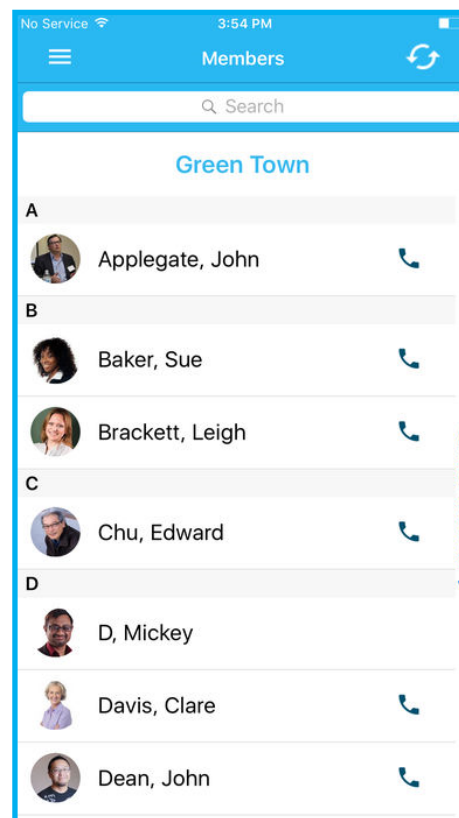 No Service 3:54 PM
Members
Search
Green Town
A
Applegate, John
B
Baker, Sue
Brackett, Leigh
C
Chu, Edward
D
D, Mickey
Davis, Clare
Dean, John